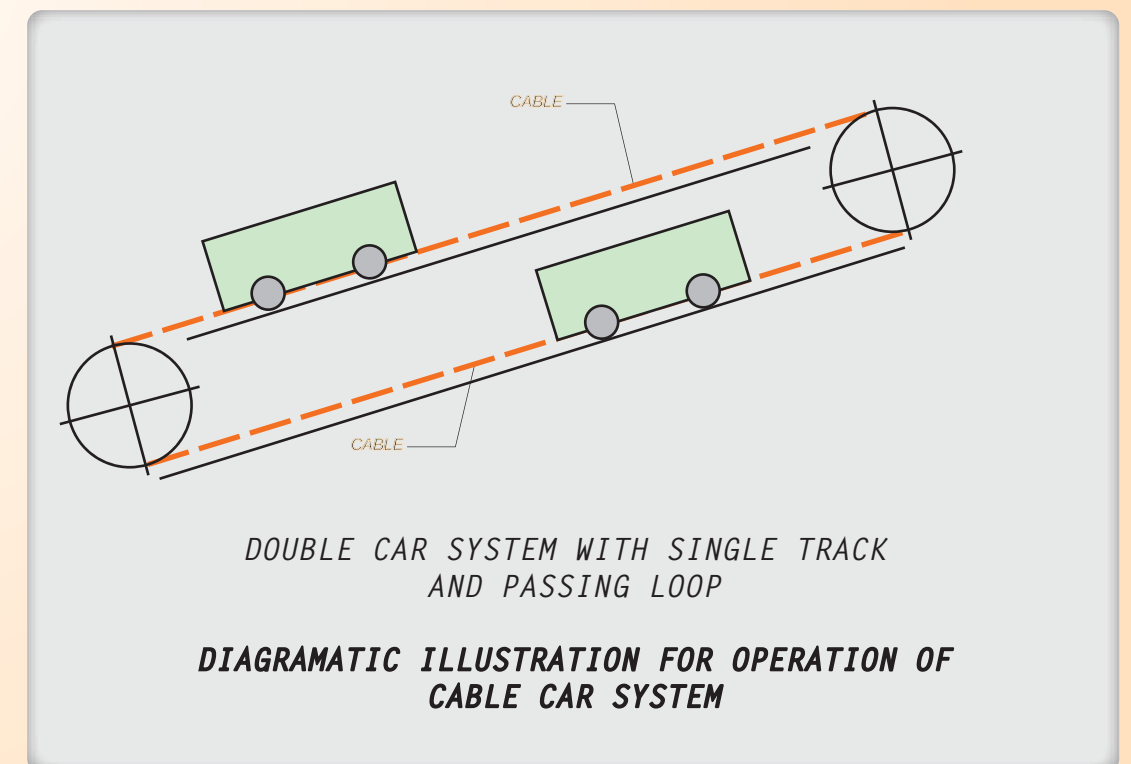 CABLE
CABLE
DOUBLE CAR SYSTEM WITH SINGLE TRACK
AND PASSING LOOP
DIAGRAMATIC ILLUSTRATION FOR OPERATION OF
CABLE CAR SYSTEM